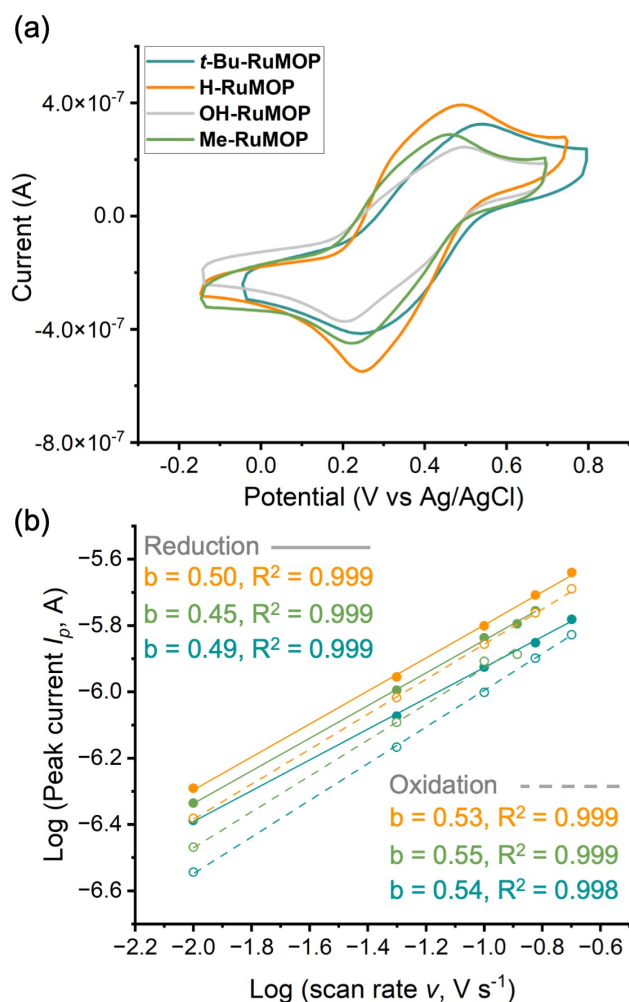 (a)
t-Bu-RuMOP
H-RuMOP
OH-RuMOP
Me-RuMOP
4.0×10⁻⁷
0.0
-4.0×10⁻⁷
-8.0×10⁻⁷
Current (A)
-0.2 0.0 0.2 0.4 0.6 0.8
Potential (V vs Ag/AgCl)
(b)
Reduction
b = 0.50, R² = 0.999
b = 0.45, R² = 0.999
b = 0.49, R² = 0.999
Oxidation
b = 0.53, R² = 0.999
b = 0.55, R² = 0.999
b = 0.54, R² = 0.998
−5.6
−5.8
−6.0
−6.2
−6.4
−6.6
Log (Peak current Iₚ, A)
−2.2 −2.0 −1.8 −1.6 −1.4 −1.2 −1.0 −0.8 −0.6
Log (scan rate v, V s⁻¹)